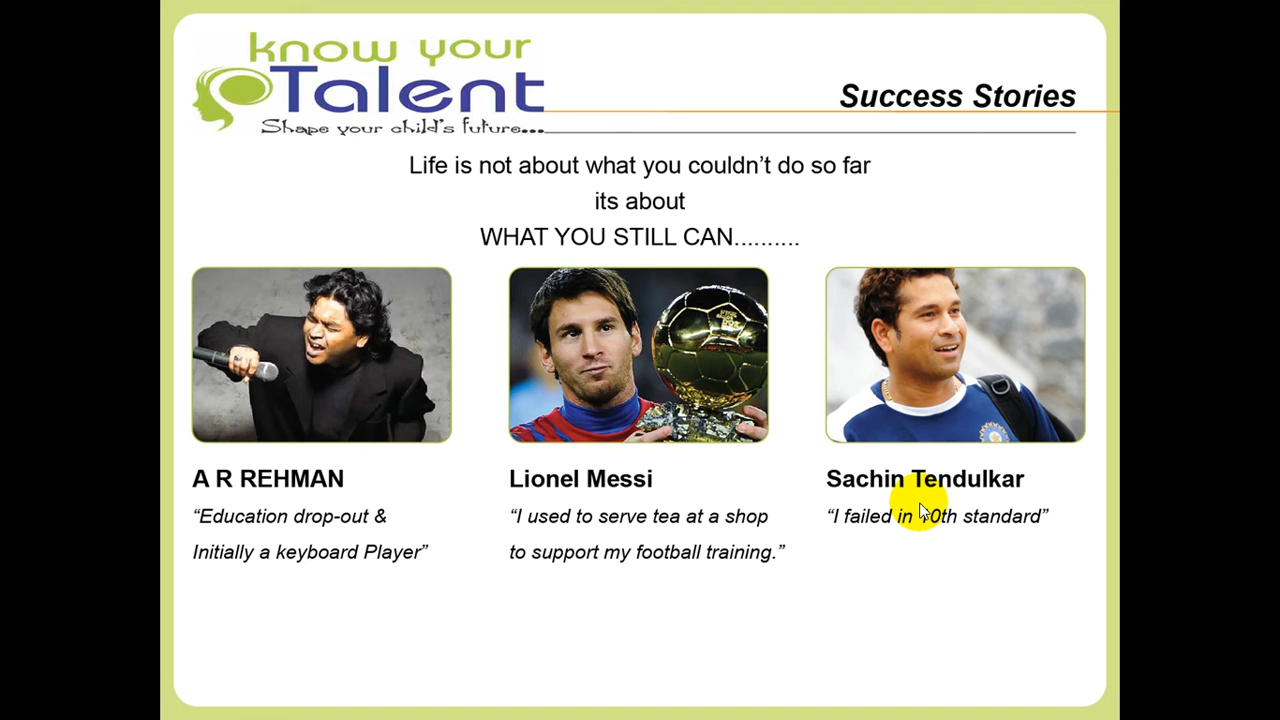 know your
Talent
Shape your child's future...
Success Stories
Life is not about what you couldn’t do so far
its about
WHAT YOU STILL CAN..........
A R REHMAN
“Education drop-out &
Initially a keyboard Player”
Lionel Messi
“I used to serve tea at a shop
to support my football training.”
Sachin Tendulkar
“I failed in 10th standard”